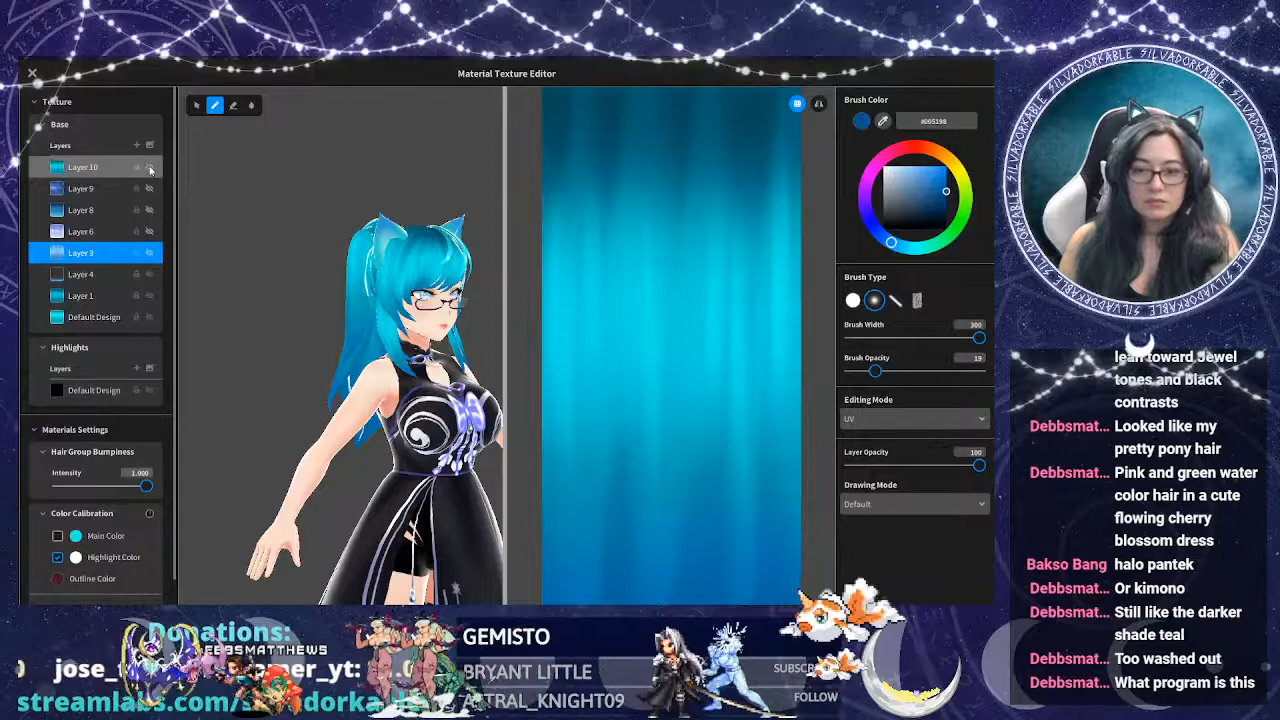 Material Texture Editor
Texture
Base
Layers
Layer 10
Layer 9
Layer 8
Layer 6
Layer 3
Layer 4
Layer 1
Default Design
Highlights
Layers
Default Design
Materials Settings
Hair Group Bumpiness
Intensity
1.000
Color Calibration
Main Color
Highlight Color
Outline Color
Brush Color
#005198
Brush Type
Brush Width
300
Brush Opacity
19
Editing Mode
UV
Layer Opacity
100
Drawing Mode
Default
SILVADORKABLE
lean toward Jewel
tones and black
contrasts
Debbsmat... Looked like my
pretty pony hair
Debbsmat... Pink and green water
color hair in a cute
flowing cherry
blossom dress
Bakso Bang halo pantek
Debbsmat... Or kimono
Debbsmat... Still like the darker
shade teal
Debbsmat... Too washed out
Debbsmat... What program is this
Donations:
streamlabs.com/
GEMISTO
BRYANT LITTLE
FOLLOW